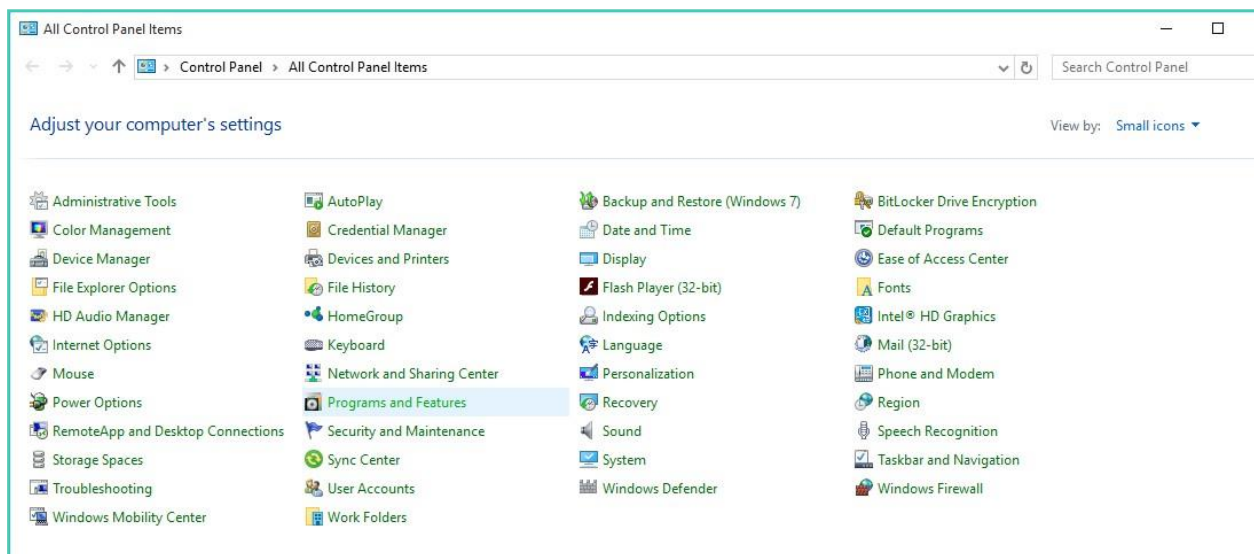 All Control Panel Items
Control Panel > All Control Panel Items
Search Control Panel
Adjust your computer's settings
View by: Small icons
Administrative Tools AutoPlay Backup and Restore (Windows 7) BitLocker Drive Encryption
Color Management Credential Manager Date and Time Default Programs
Device Manager Devices and Printers Display Ease of Access Center
File Explorer Options File History Flash Player (32-bit) Fonts
HD Audio Manager HomeGroup Indexing Options Intel® HD Graphics
Internet Options Keyboard Language Mail (32-bit)
Mouse Network and Sharing Center Personalization Phone and Modem
Power Options Programs and Features Recovery Region
RemoteApp and Desktop Connections Security and Maintenance Sound Speech Recognition
Storage Spaces Sync Center System Taskbar and Navigation
Troubleshooting User Accounts Windows Defender Windows Firewall
Windows Mobility Center Work Folders